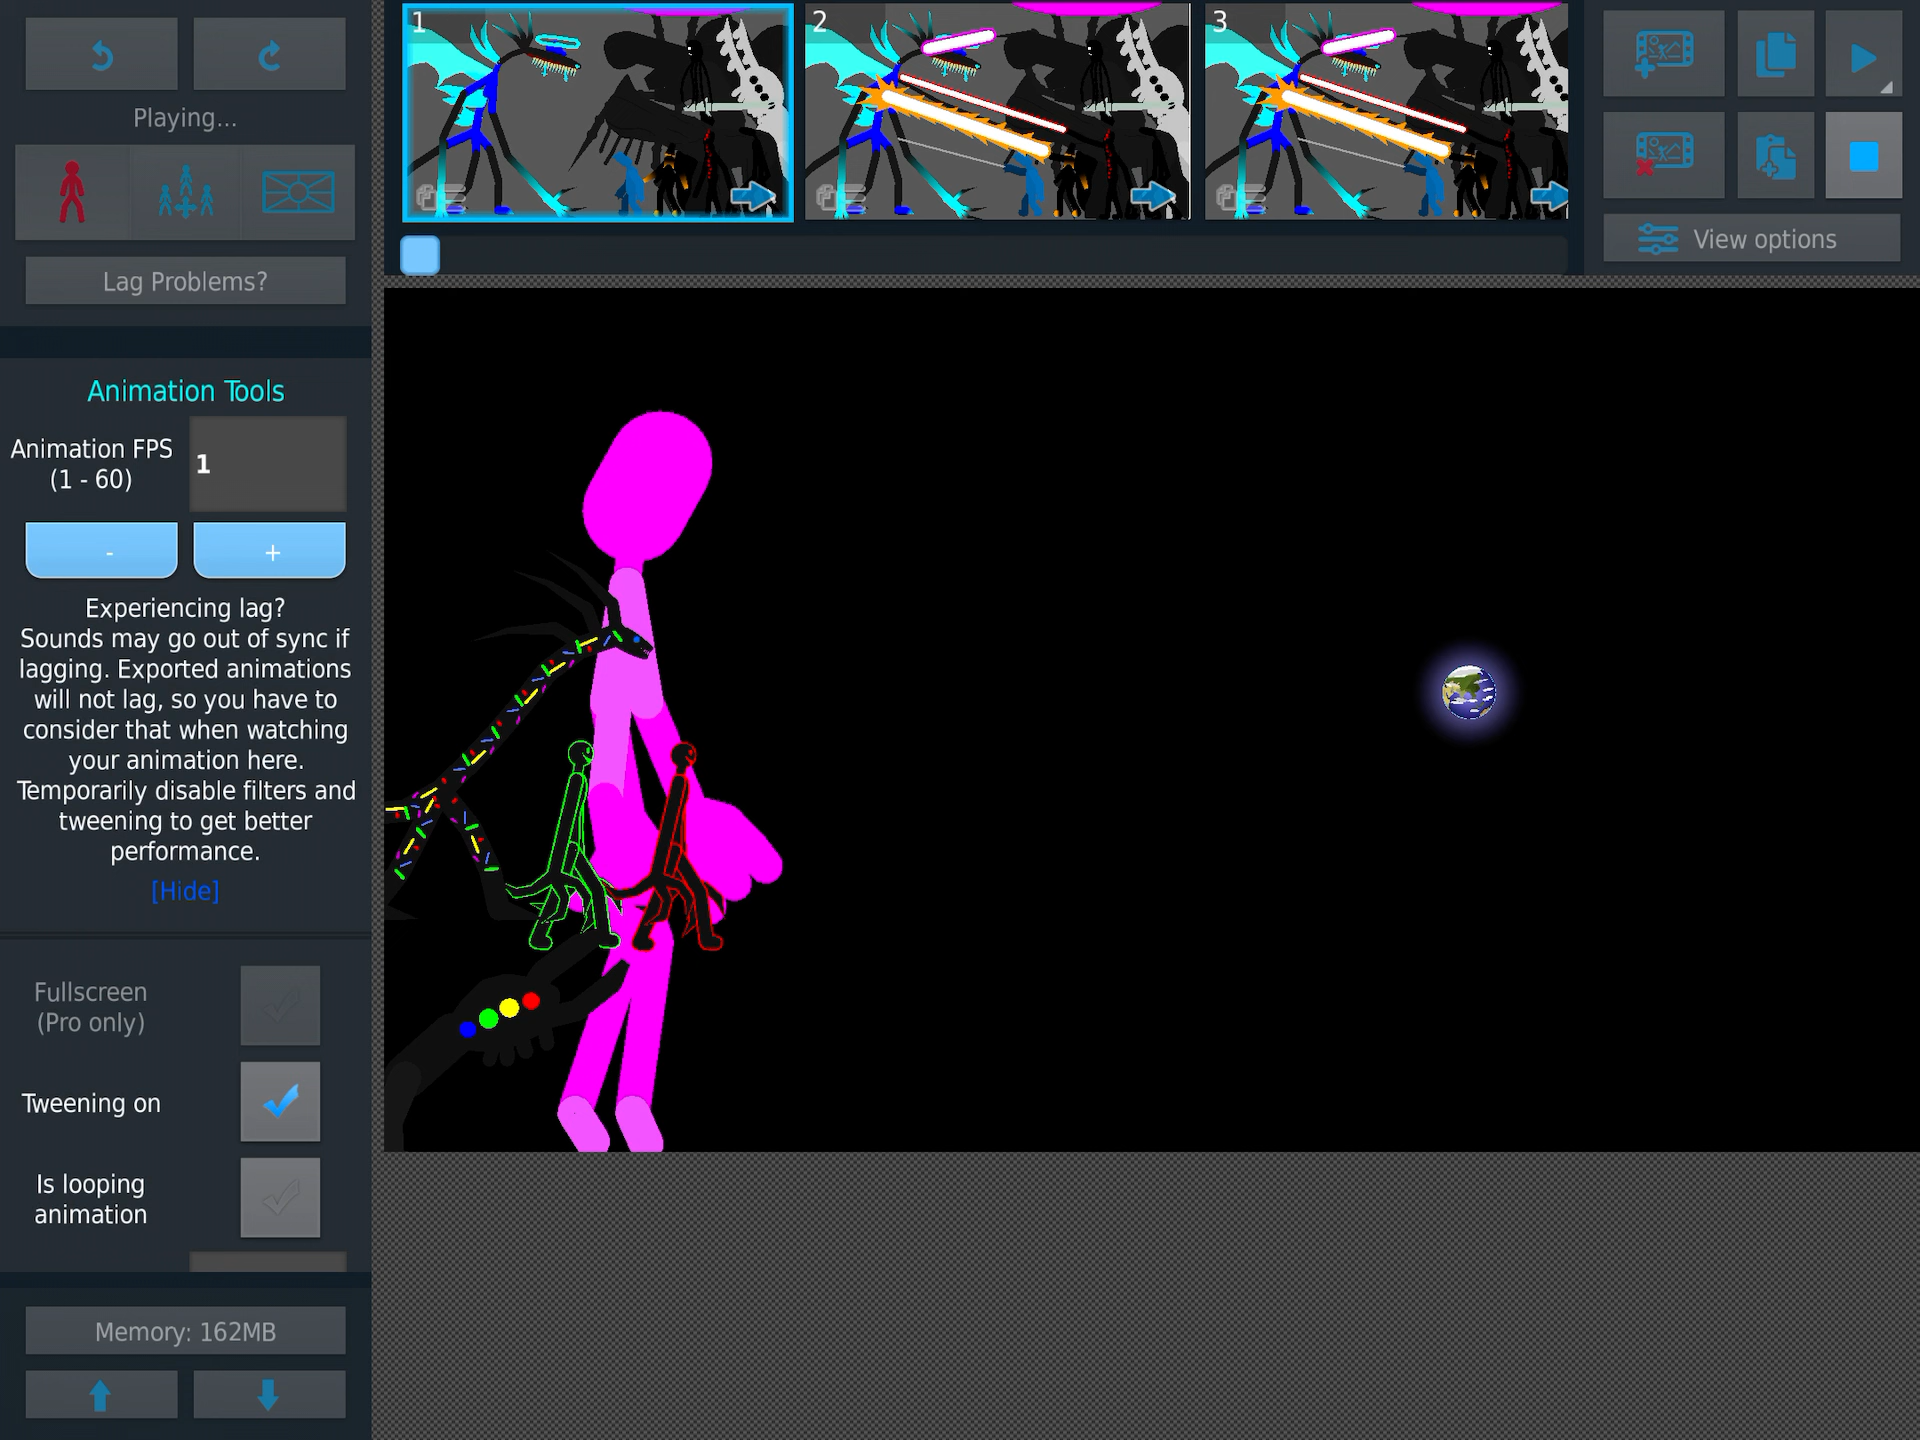 Playing...
Lag Problems?
1
2
3
View options
Animation Tools
Animation FPS
(1 - 60)
1
-
+
Experiencing lag?
Sounds may go out of sync if
lagging. Exported animations
will not lag, so you have to
consider that when watching
your animation here.
Temporarily disable filters and
tweening to get better
performance.
[Hide]
Fullscreen
(Pro only)
Tweening on
Is looping
animation
Memory: 162MB